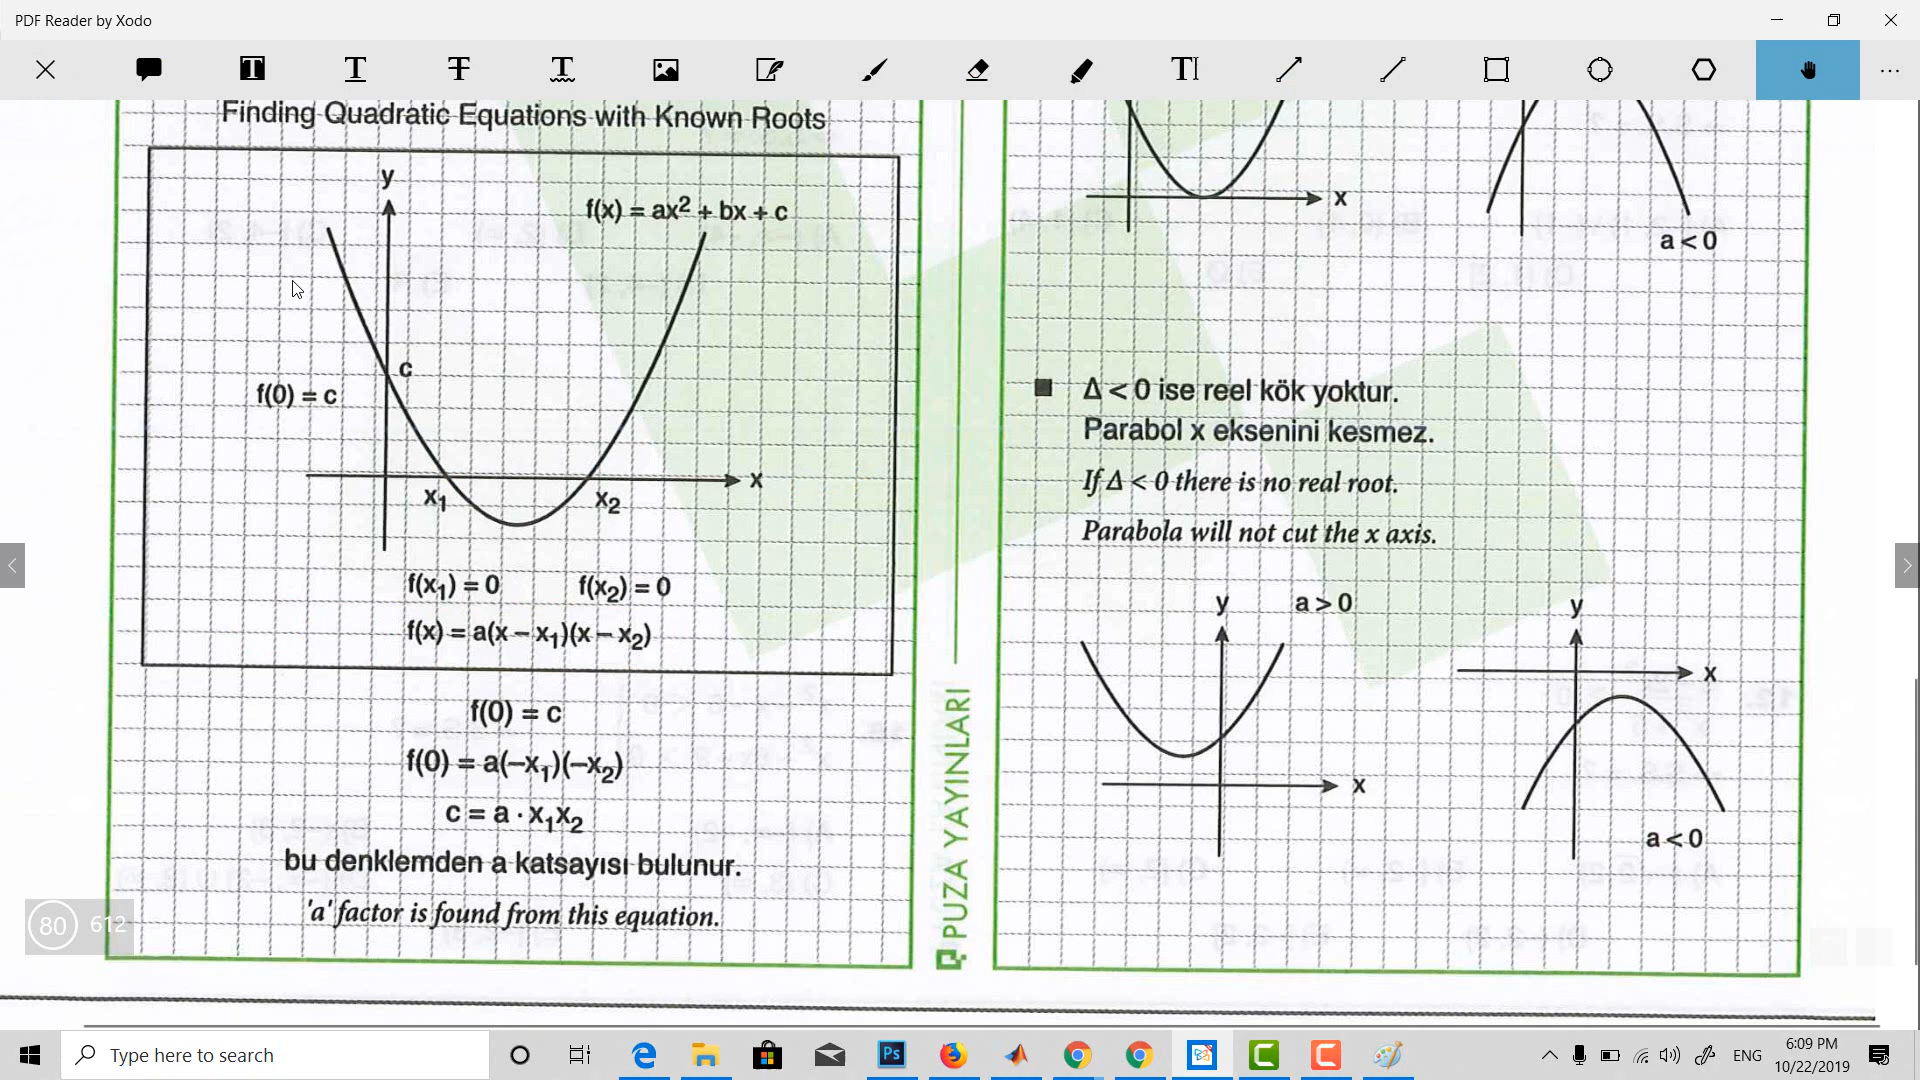 PDF Reader by Xodo
Finding Quadratic Equations with Known Roots
y
f(x) = ax² + bx + c
c
f(0) = c
x
x₁
x₂
f(x₁) = 0
f(x₂) = 0
f(x) = a(x – x₁)(x – x₂)
f(0) = c
f(0) = a(–x₁)(–x₂)
c = a · x₁x₂
bu denklemden a katsayısı bulunur.
'a' factor is found from this equation.
80 612
PUZA YAYINLARI
x
a < 0
Δ < 0 ise reel kök yoktur.
Parabol x eksenini kesmez.
If Δ < 0 there is no real root.
Parabola will not cut the x axis.
y
a > 0
x
y
x
a < 0
Type here to search
ENG
6:09 PM
10/22/2019